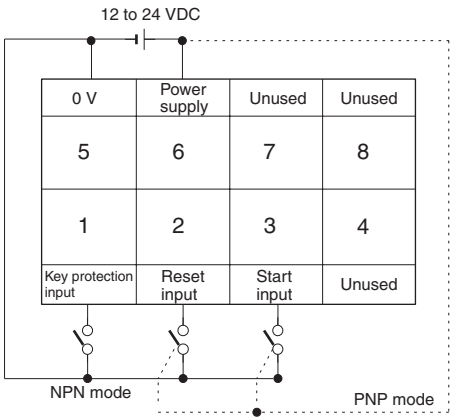 12 to 24 VDC
0 V
Power
supply
Unused
Unused
5
6
7
8
1
2
3
4
Key protection
input
Reset
input
Start
input
Unused
NPN mode
PNP mode